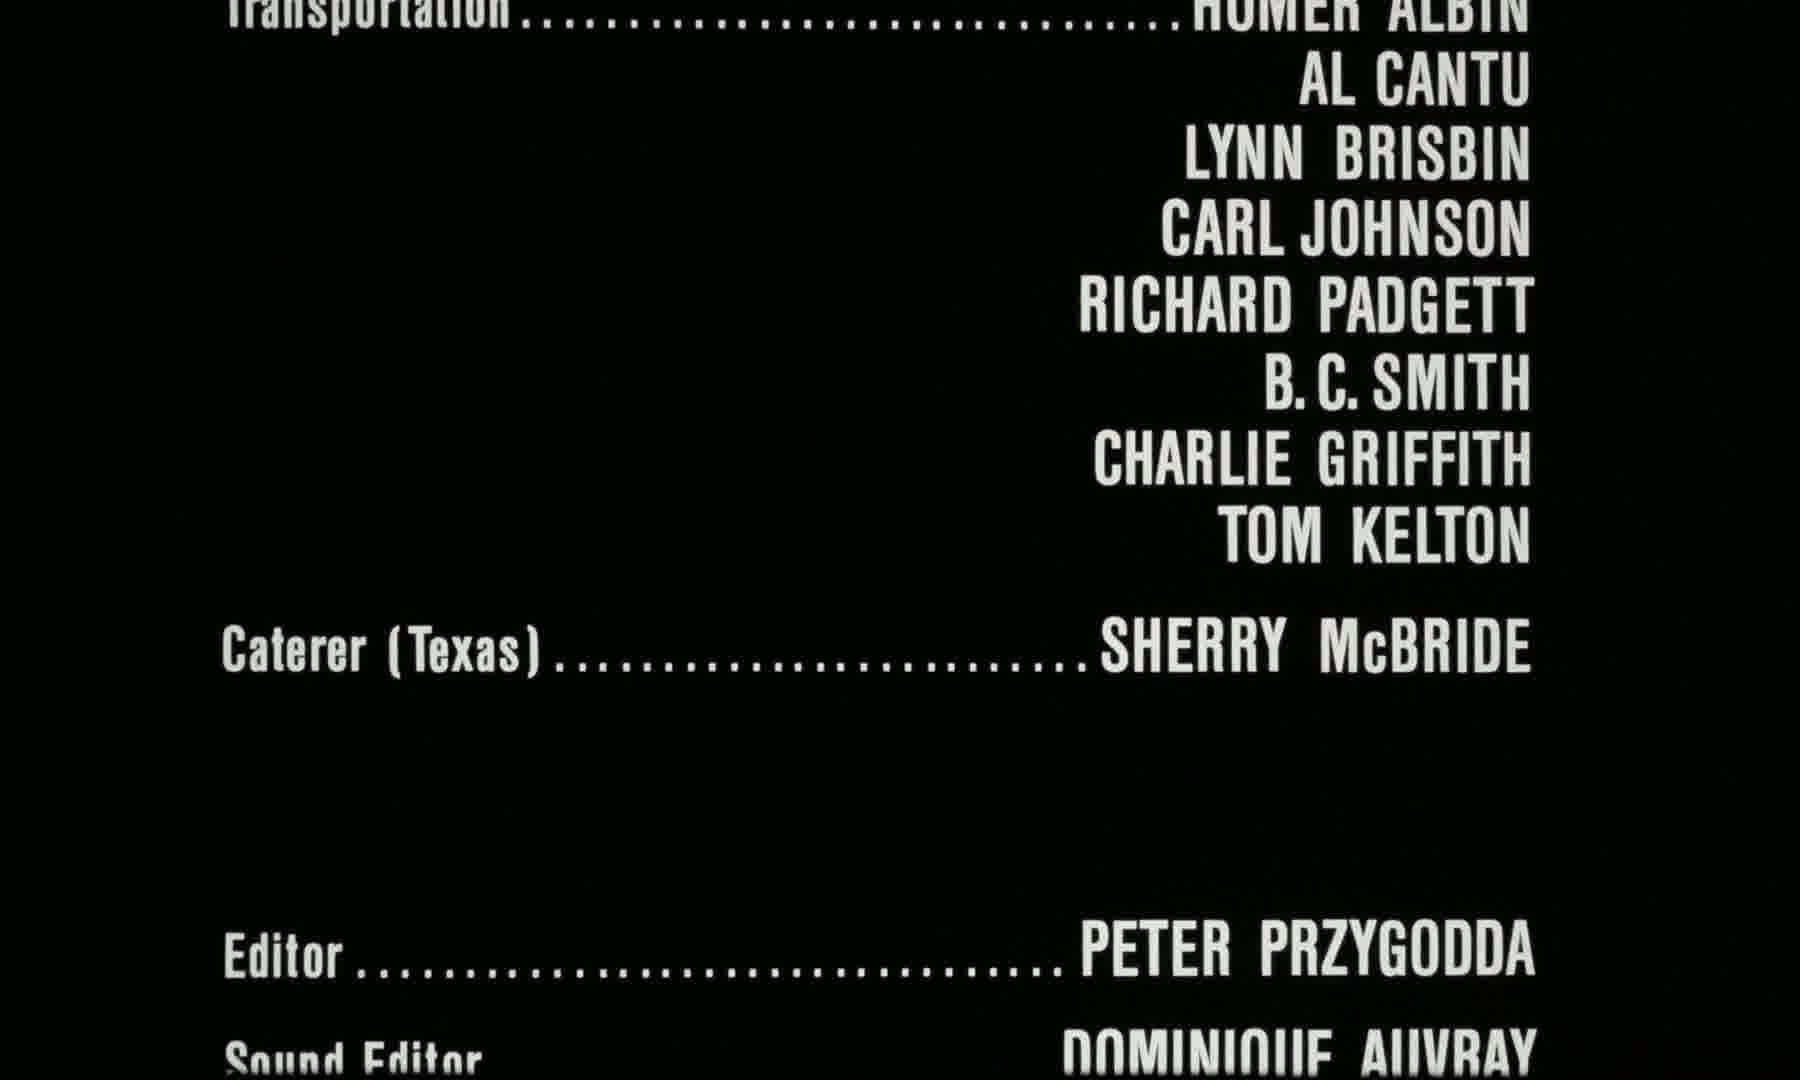 Transportation..............................HOMER ALBIN
AL CANTU
LYNN BRISBIN
CARL JOHNSON
RICHARD PADGETT
B. C. SMITH
CHARLIE GRIFFITH
TOM KELTON
Caterer (Texas).........................SHERRY McBRIDE
Editor.................................PETER PRZYGODDA
Sound Editor DOMINIQUE AUVRAY